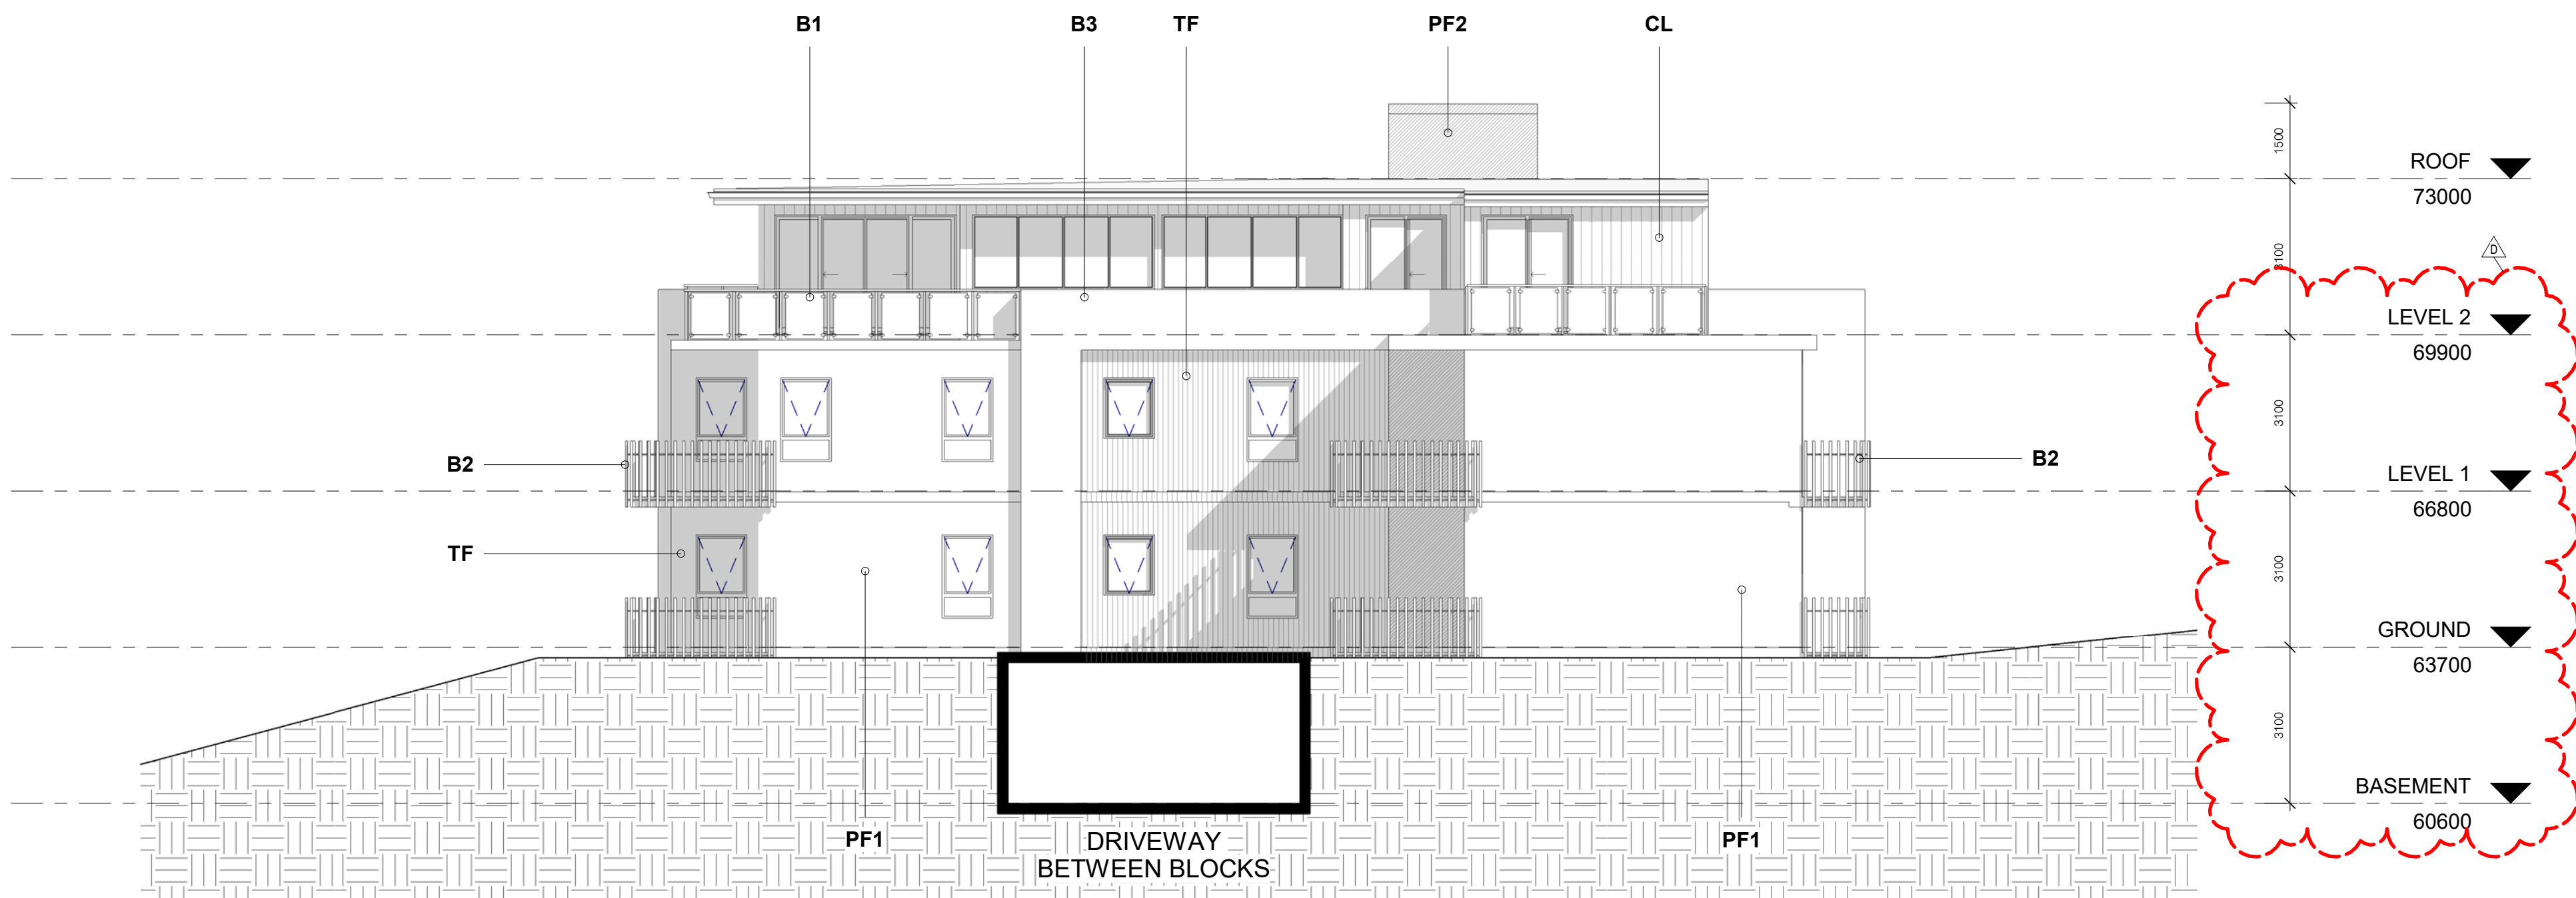 B1
B3
TF
PF2
CL
1500
ROOF
73000
3100
D
LEVEL 2
69900
3100
B2
B2
LEVEL 1
66800
TF
3100
GROUND
63700
3100
BASEMENT
60600
PF1
DRIVEWAY
BETWEEN BLOCKS
PF1